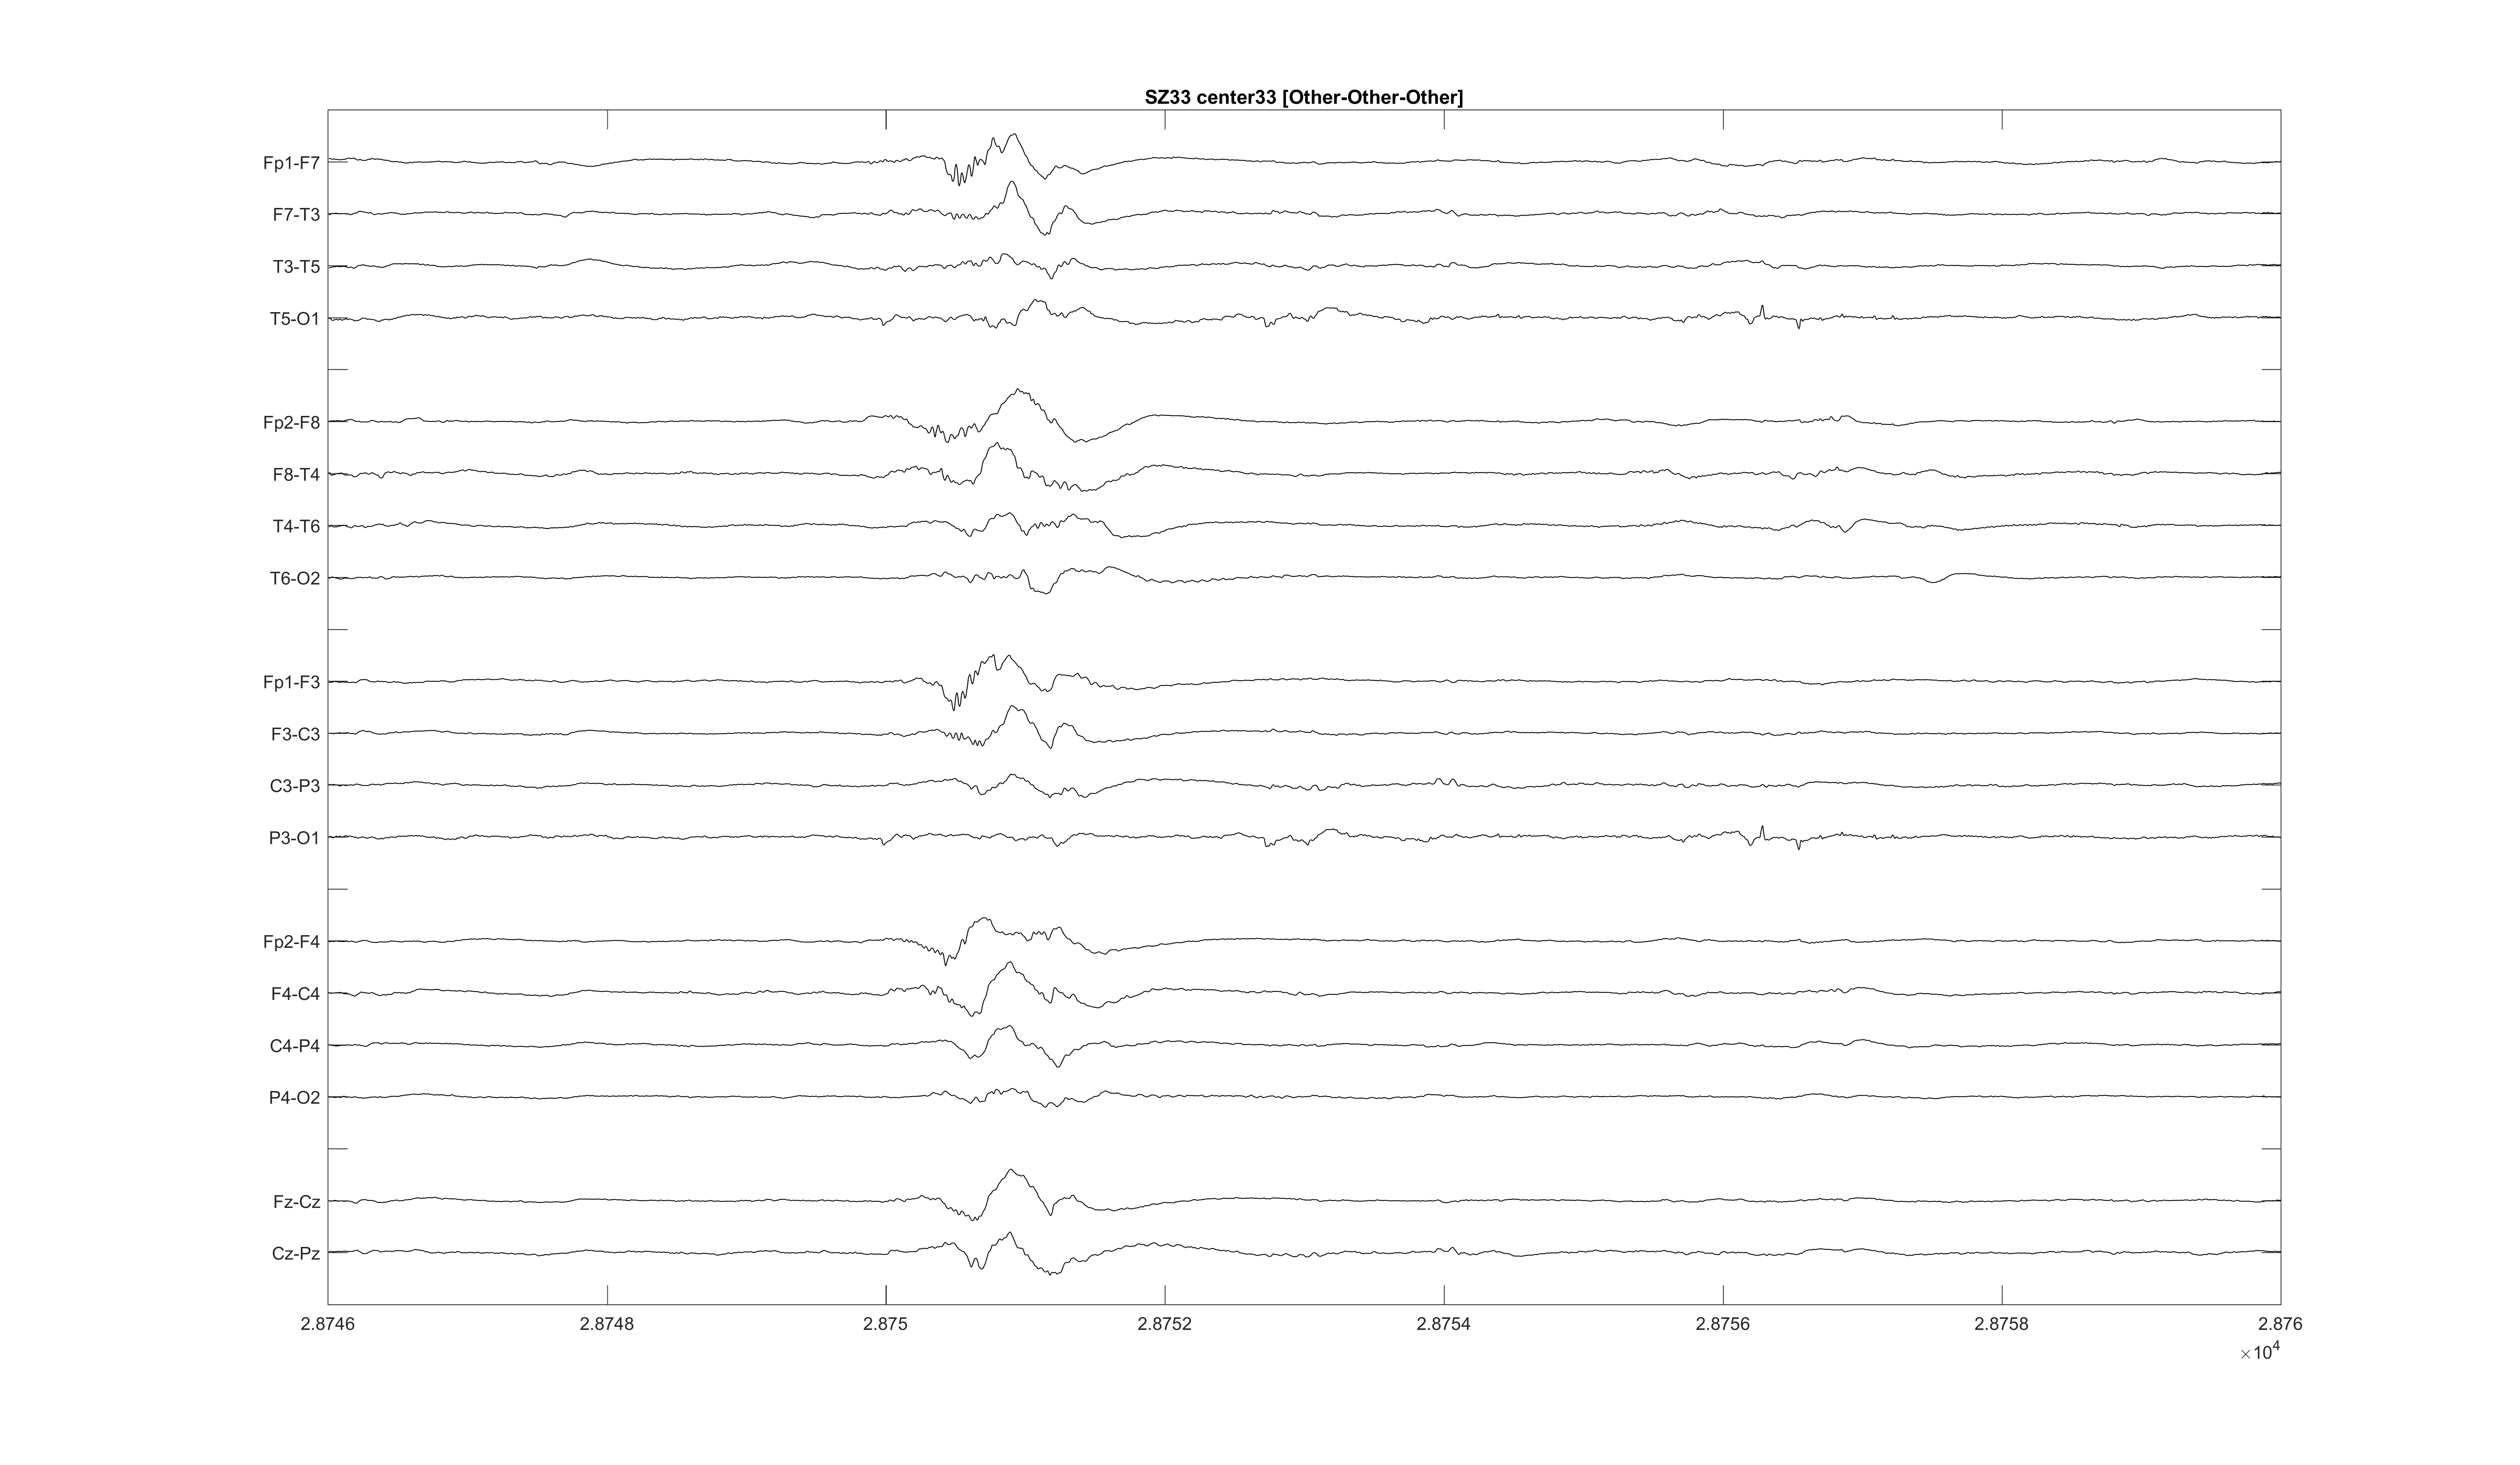 SZ33 center33 [Other-Other-Other]
Fp1-F7
F7-T3
T3-T5
T5-O1
Fp2-F8
F8-T4
T4-T6
T6-O2
Fp1-F3
F3-C3
C3-P3
P3-O1
Fp2-F4
F4-C4
C4-P4
P4-O2
Fz-Cz
Cz-Pz
2.8746 2.8748 2.875 2.8752 2.8754 2.8756 2.8758 2.876
×10⁴